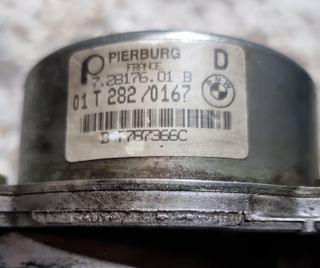 PIERBURG D
FRANCE
7.28176.01 B
01 T 282/0167
BMW
B 7787366C